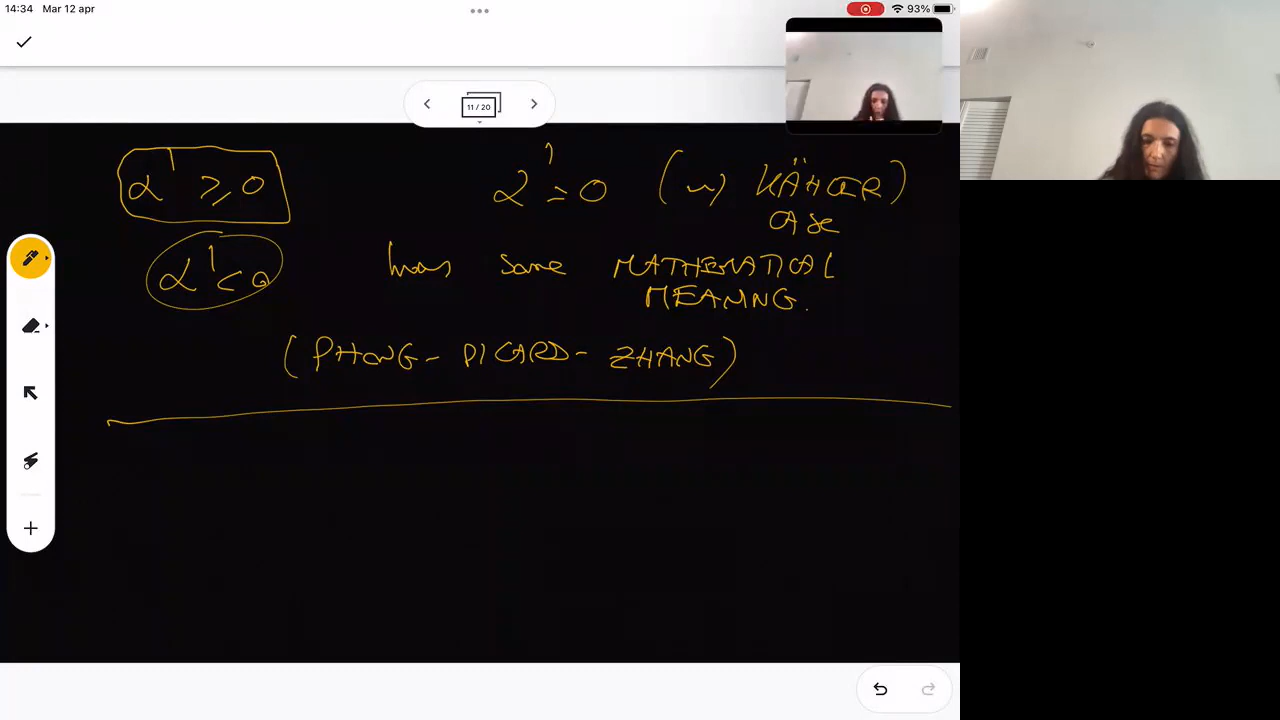 14:34 Mar 12 apr
93%
11 / 20
α' ≥ 0
α' = 0 (~> KÄHLER)
case
α' < 0
has some MATHEMATICAL
MEANING.
(PHONG - PICARD - ZHANG)